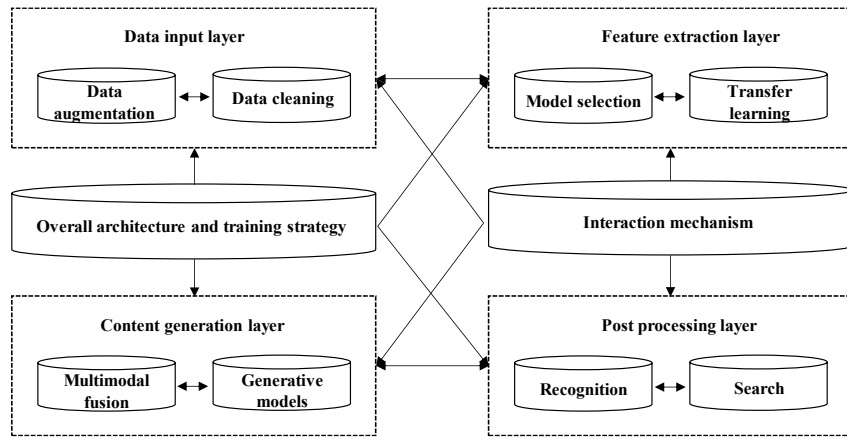 Data input layer
Data
augmentation
Data cleaning
Feature extraction layer
Model selection
Transfer
learning
Overall architecture and training strategy
Interaction mechanism
Content generation layer
Multimodal
fusion
Generative
models
Post processing layer
Recognition
Search